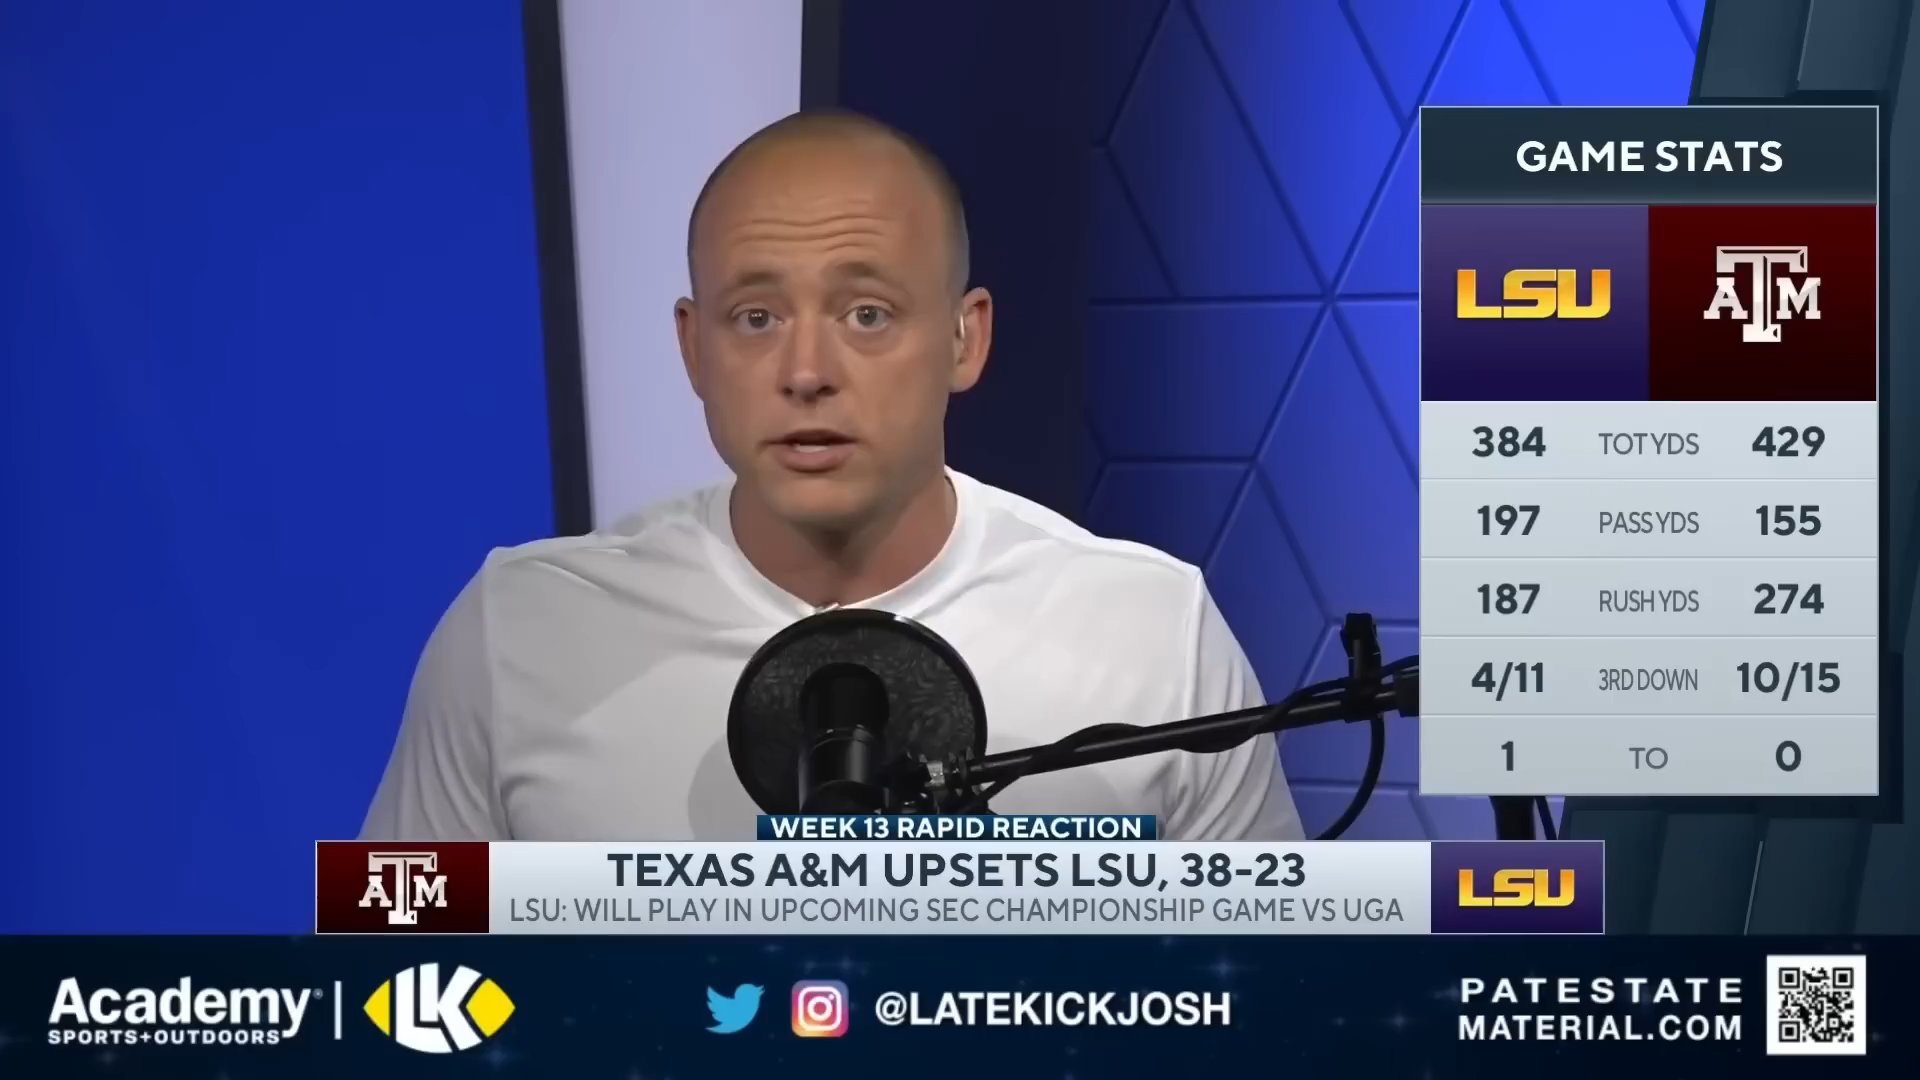 GAME STATS
LSU
ATM
384 TOT YDS 429
197 PASS YDS 155
187 RUSH YDS 274
4/11 3RD DOWN 10/15
1 TO 0
WEEK 13 RAPID REACTION
ATM
TEXAS A&M UPSETS LSU, 38-23
LSU: WILL PLAY IN UPCOMING SEC CHAMPIONSHIP GAME VS UGA
LSU
Academy
SPORTS+OUTDOORS
LK
@LATEKICKJOSH
PATESTATE
MATERIAL.COM